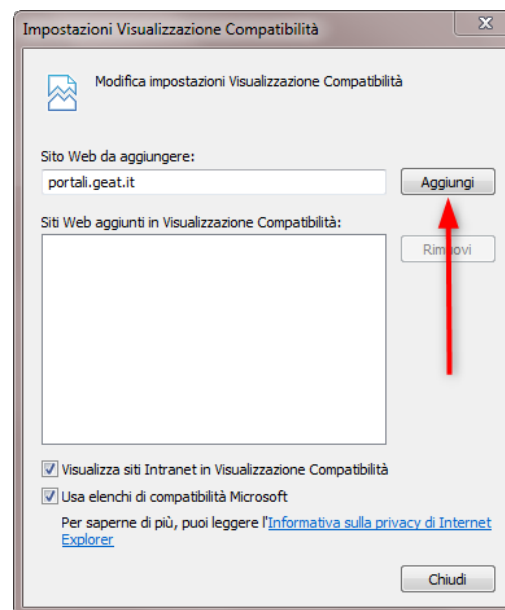 Impostazioni Visualizzazione Compatibilità
Modifica impostazioni Visualizzazione Compatibilità
Sito Web da aggiungere:
portali.geat.it
Aggiungi
Siti Web aggiunti in Visualizzazione Compatibilità:
Rimuovi
Visualizza siti Intranet in Visualizzazione Compatibilità
Usa elenchi di compatibilità Microsoft
Per saperne di più, puoi leggere l'Informativa sulla privacy di Internet
Explorer
Chiudi